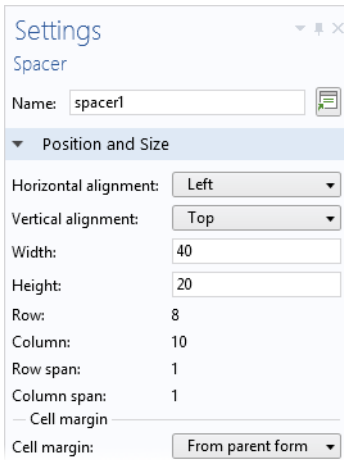 Settings
Spacer
Name: spacer1
Position and Size
Horizontal alignment: Left
Vertical alignment: Top
Width: 40
Height: 20
Row: 8
Column: 10
Row span: 1
Column span: 1
Cell margin
Cell margin: From parent form